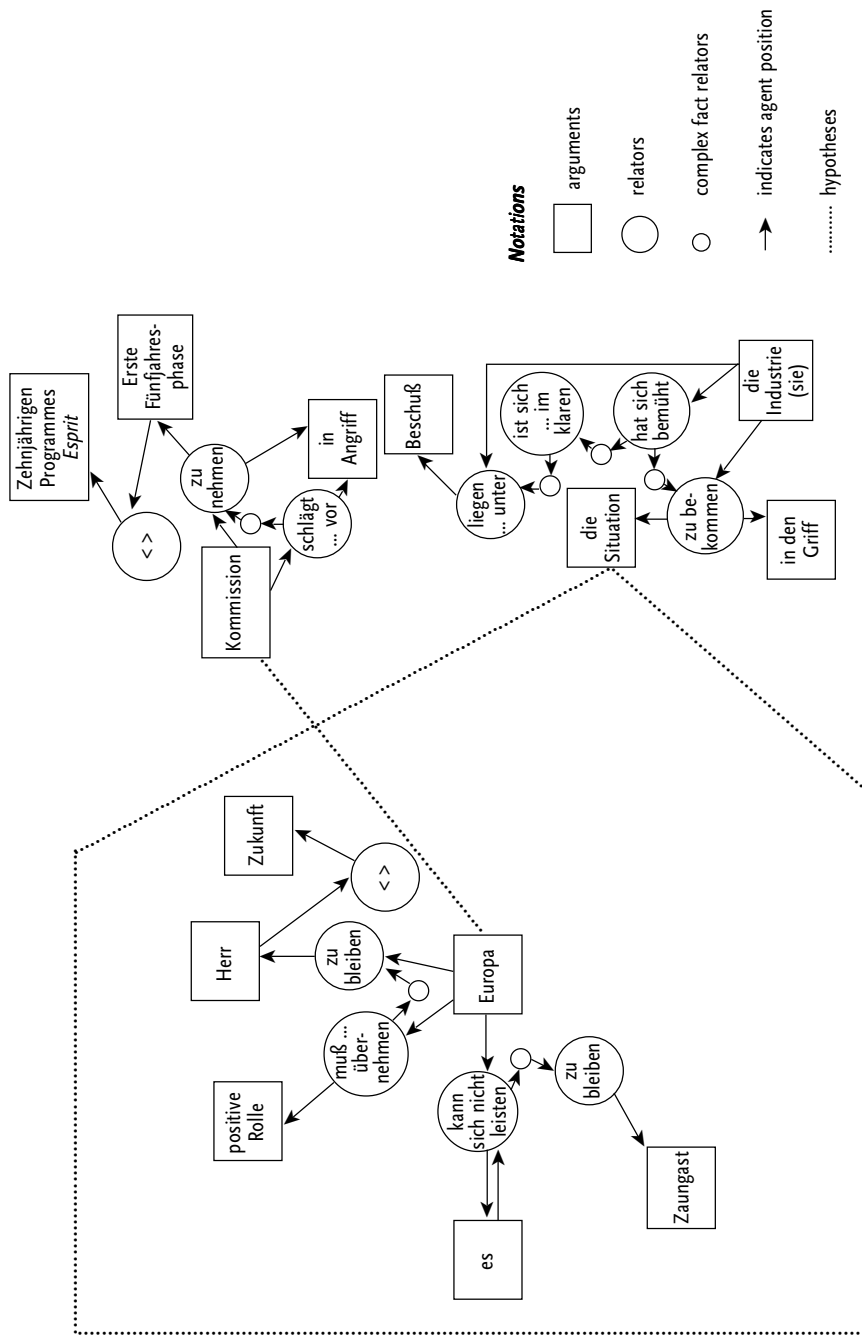 Zehnjährigen
Programmes
Esprit
< >
Erste
Fünfjahres-
phase
zu
nehmen
Kommission
schlägt
... vor
in
Angriff
Beschuß
liegen
... unter
ist sich
... im
klaren
hat sich
bemüht
die
Situation
zu be-
kommen
in den
Griff
die
Industrie
(sie)
positive
Rolle
Herr
Zukunft
muß ...
über-
nehmen
zu
bleiben
< >
es
kann
sich nicht
leisten
Europa
Zaungast
zu
bleiben
Notations
arguments
relators
complex fact relators
indicates agent position
hypotheses